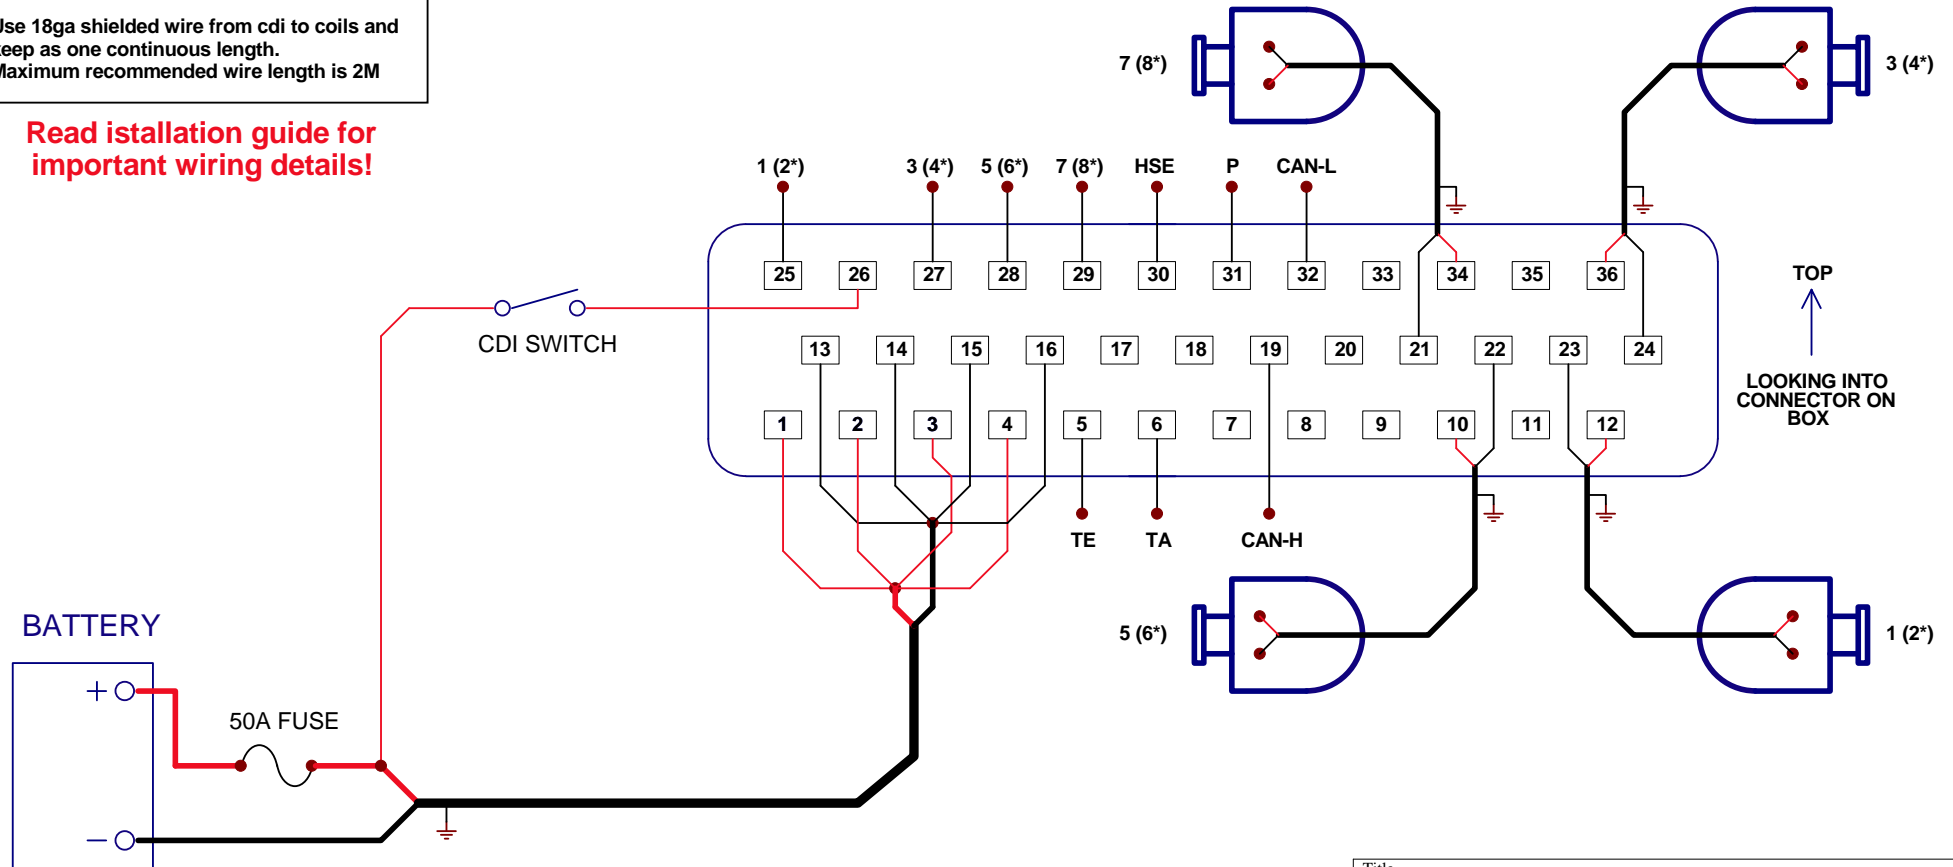 18ga shielded wire from cdi to coils and
as one continuous length.
recommended wire length is 2M
Read istallation guide for
important wiring details!
7 (8*)
3 (4*)
1 (2*) 3 (4*) 5 (6*) 7 (8*) HSE P CAN-L
25 26 27 28 29 30 31 32 33 34 35 36
TOP
CDI SWITCH
13 14 15 16 17 18 19 20 21 22 23 24
LOOKING INTO
CONNECTOR ON
BOX
1 2 3 4 5 6 7 8 9 10 11 12
TE TA CAN-H
BATTERY
5 (6*)
1 (2*)
+
50A FUSE
−